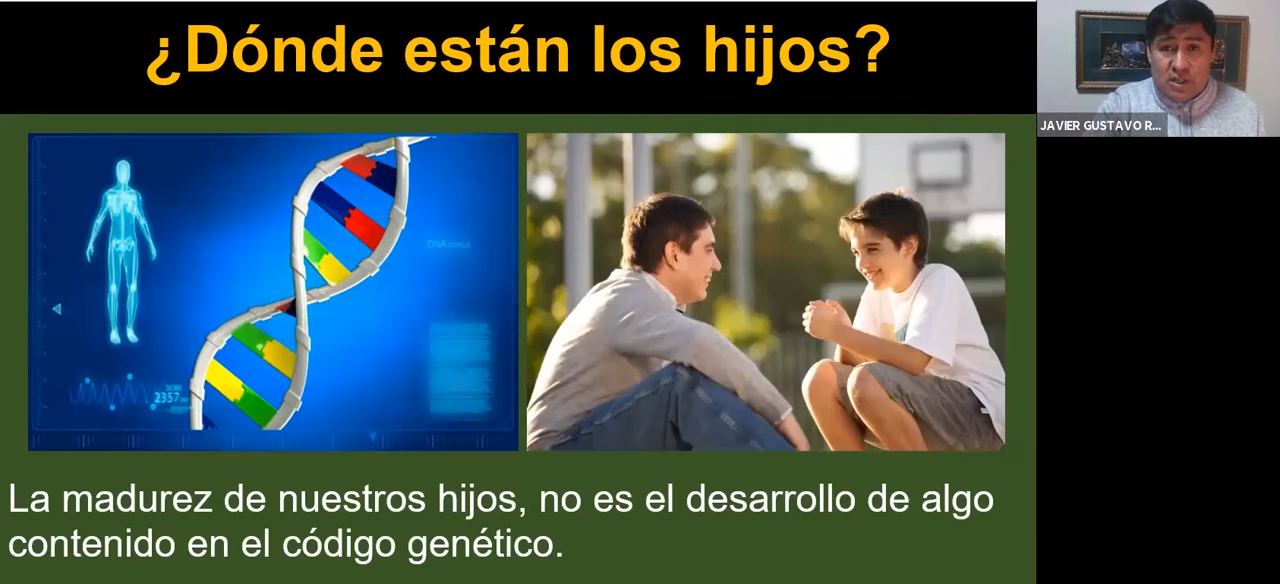 ¿Dónde están los hijos?
JAVIER GUSTAVO R...
DNA status
SCAN
2357
La madurez de nuestros hijos, no es el desarrollo de algo
contenido en el código genético.